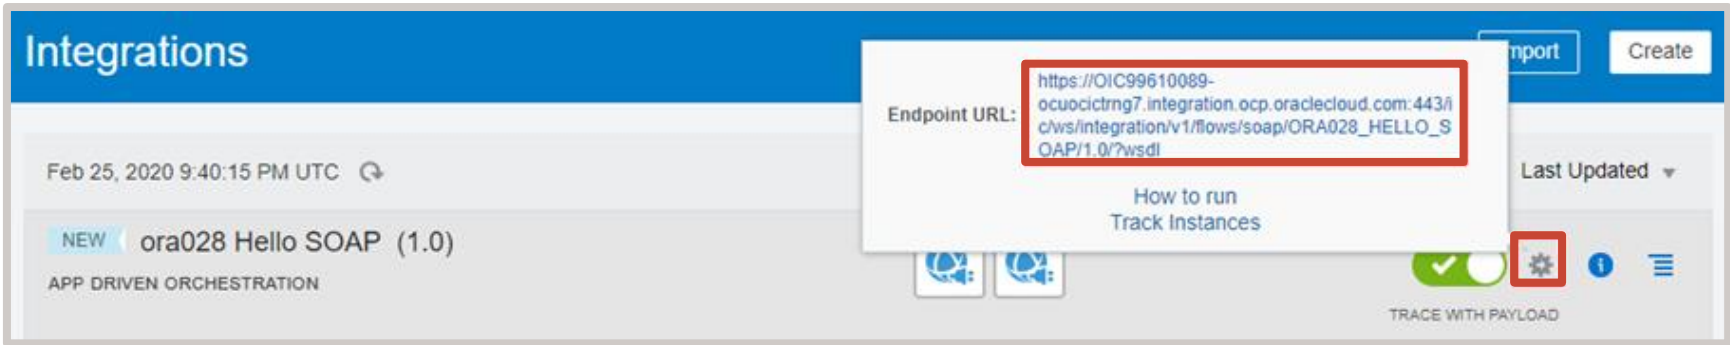 Integrations
mport
Create
Endpoint URL:
https://OIC99610089-
ocuocictrng7.integration.ocp.oraclecloud.com:443/i
c/ws/integration/v1/flows/soap/ORA028_HELLO_S
OAP/1.0/?wsdl
How to run
Track Instances
Feb 25, 2020 9:40:15 PM UTC
Last Updated
NEW ora028 Hello SOAP (1.0)
APP DRIVEN ORCHESTRATION
TRACE WITH PAYLOAD